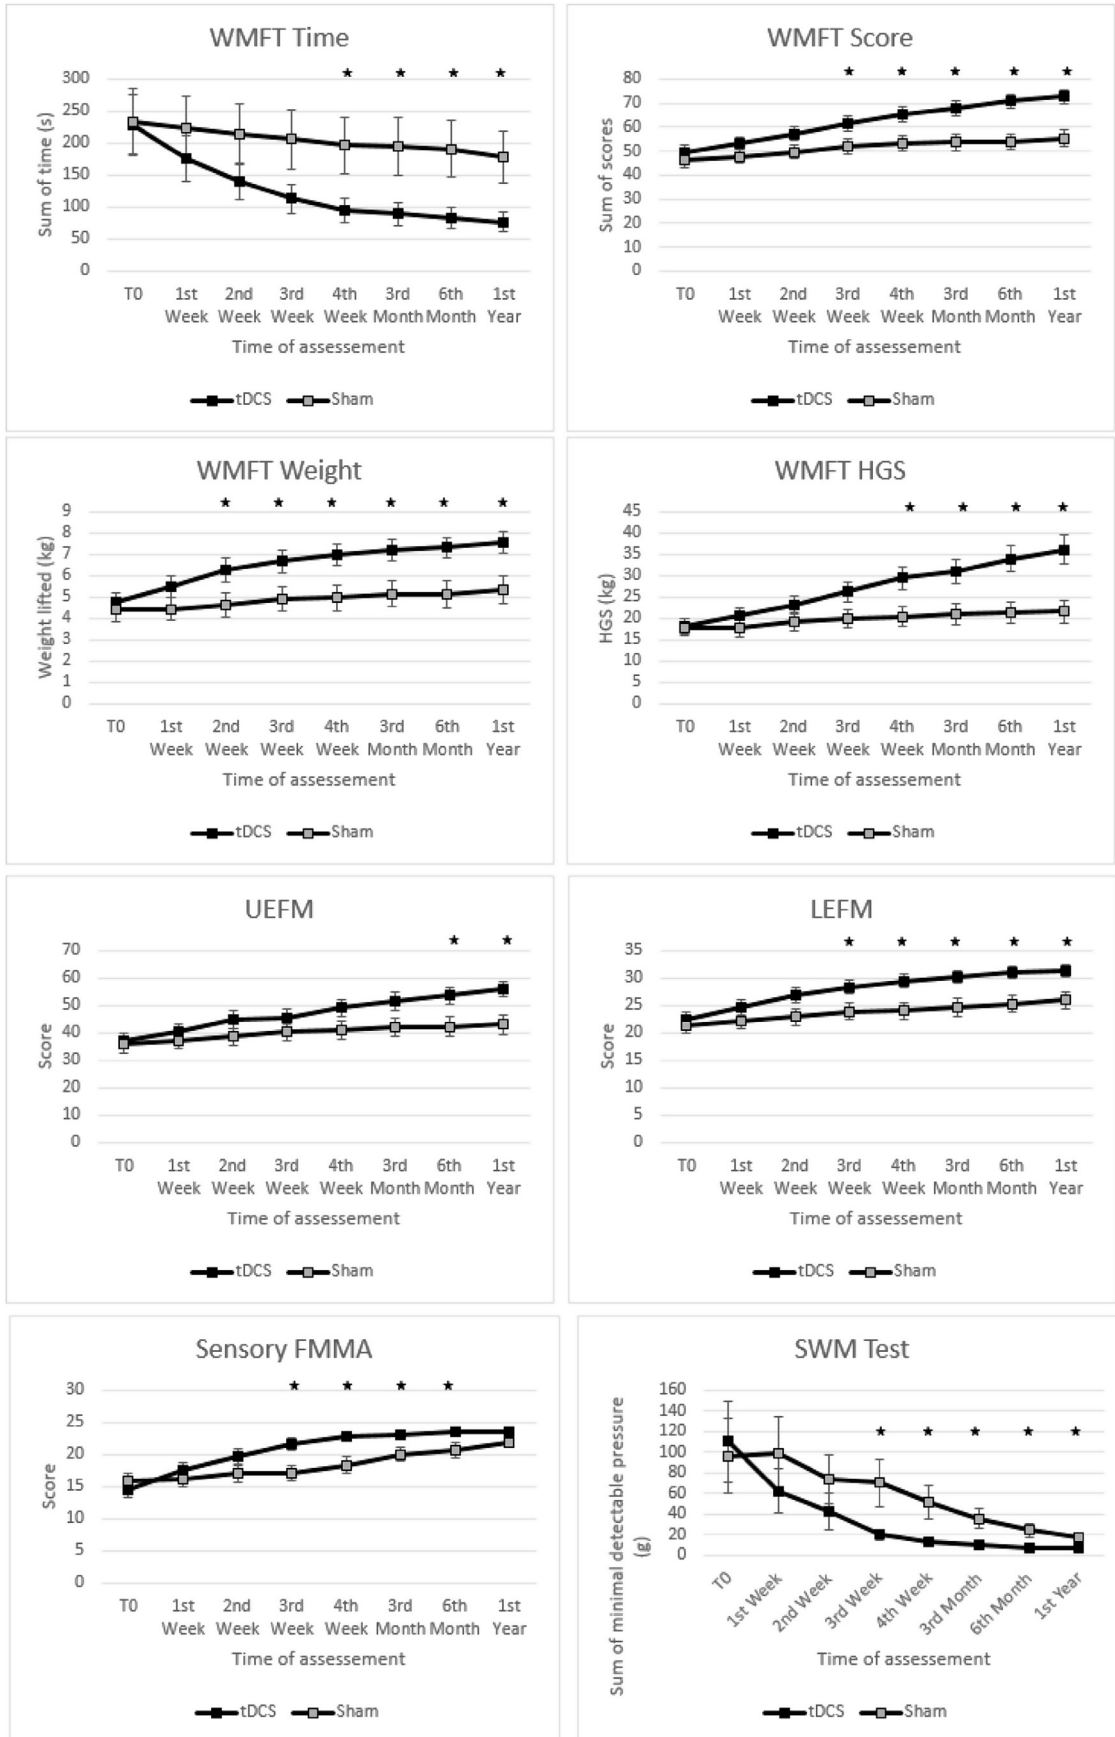 WMFT Time
★ ★ ★ ★
300
250
200
150
100
50
0
Sum of time (s)
T0 1st Week 2nd Week 3rd Week 4th Week 3rd Month 6th Month 1st Year
Time of assessement
tDCS Sham
WMFT Score
★ ★ ★ ★ ★
80
70
60
50
40
30
20
10
0
Sum of scores
T0 1st Week 2nd Week 3rd Week 4th Week 3rd Month 6th Month 1st Year
Time of assessement
tDCS Sham
WMFT Weight
★ ★ ★ ★ ★ ★
9
8
7
6
5
4
3
2
1
0
Weight lifted (kg)
T0 1st Week 2nd Week 3rd Week 4th Week 3rd Month 6th Month 1st Year
Time of assessement
tDCS Sham
WMFT HGS
★ ★ ★ ★
45
40
35
30
25
20
15
10
5
0
HGS (kg)
T0 1st Week 2nd Week 3rd Week 4th Week 3rd Month 6th Month 1st Year
Time of assessement
tDCS Sham
UEFM
★ ★
70
60
50
40
30
20
10
0
Score
T0 1st Week 2nd Week 3rd Week 4th Week 3rd Month 6th Month 1st Year
Time of assessement
tDCS Sham
LEFM
★ ★ ★ ★ ★
35
30
25
20
15
10
5
0
Score
T0 1st Week 2nd Week 3rd Week 4th Week 3rd Month 6th Month 1st Year
Time of assessement
tDCS Sham
Sensory FMMA
★ ★ ★ ★
30
25
20
15
10
5
0
Score
T0 1st Week 2nd Week 3rd Week 4th Week 3rd Month 6th Month 1st Year
Time of assessement
tDCS Sham
SWM Test
★ ★ ★ ★ ★
160
140
120
100
80
60
40
20
0
Sum of minimal detectable pressure
(g)
T0 1st Week 2nd Week 3rd Week 4th Week 3rd Month 6th Month 1st Year
Time of assessement
tDCS Sham